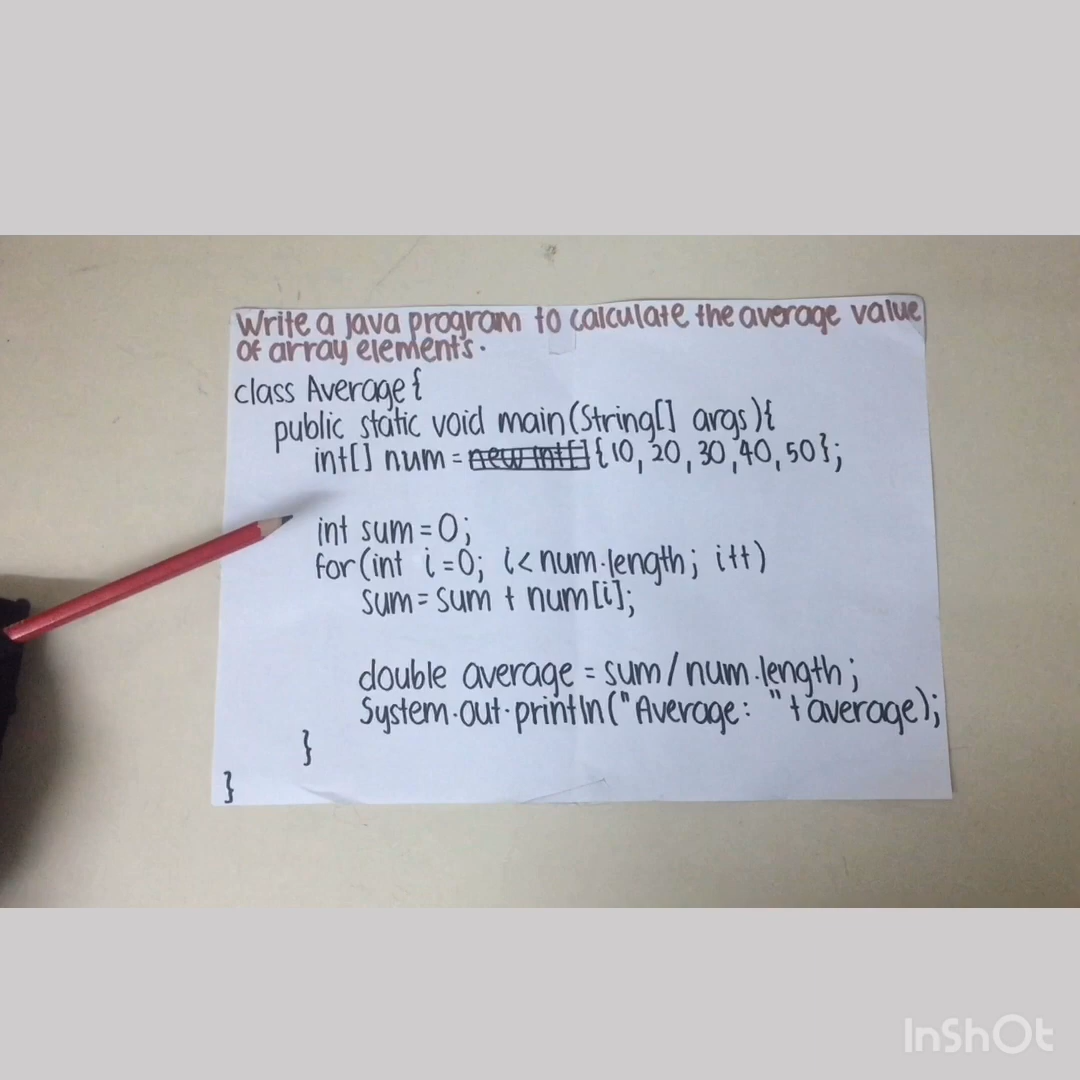 Write a java program to calculate the average value
of array elements.
class Average{
public static void main(String[] args){
int[] num = new int[] {10, 20, 30, 40, 50};
int sum = 0;
for(int i = 0; i < num.length; i++)
sum = sum + num[i];
double average = sum / num.length;
System.out.println("Average: " + average);
}
}
InShOt